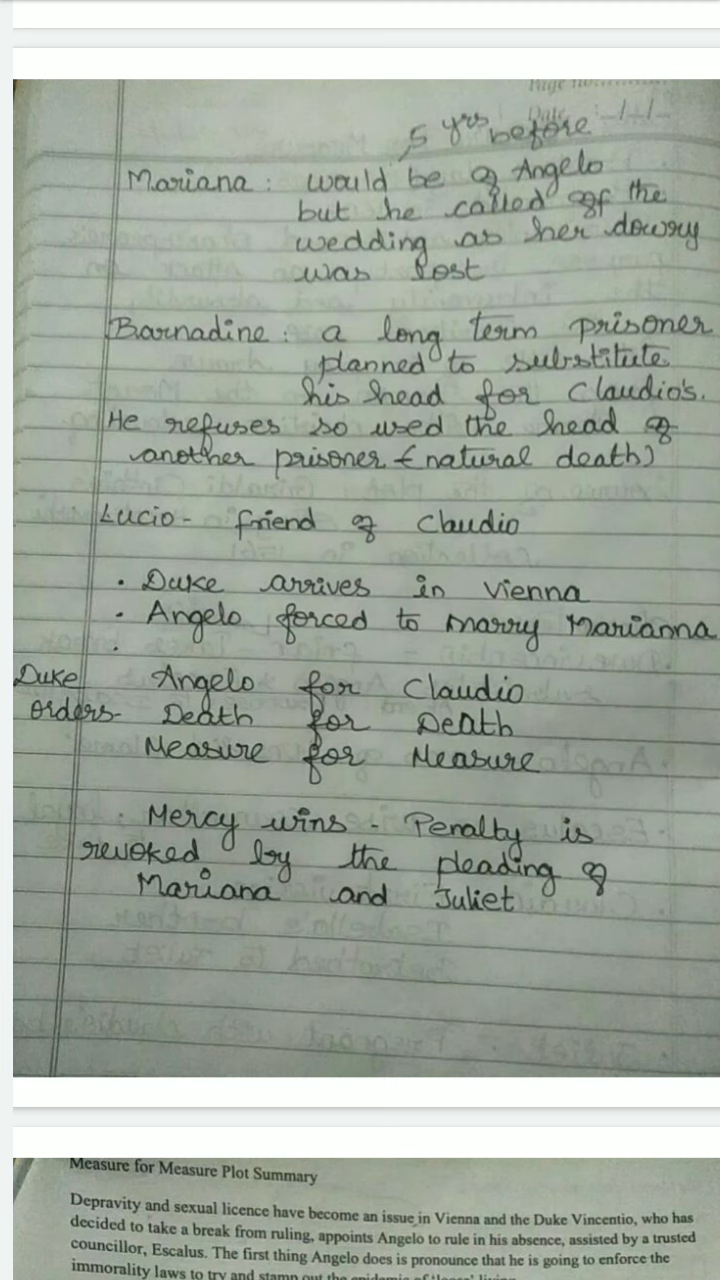 Page No.
Date : _/_/_
5 yrs before
Mariana : would be of Angelo
but he called off the
wedding as her dowry
was lost
Barnadine : a long term prisoner
planned to substitute
his head for Claudio's.
He refuses so used the head of
another prisoner (natural death)
Lucio - friend of Claudio
• Duke arrives in Vienna
• Angelo forced to marry Marianna
•
Duke Angelo for Claudio
orders- Death for Death
Measure for Measure
• Mercy wins - Penalty is
revoked by the pleading of
Mariana and Juliet
Measure for Measure Plot Summary
Depravity and sexual licence have become an issue in Vienna and the Duke Vincentio, who has
decided to take a break from ruling, appoints Angelo to rule in his absence, assisted by a trusted
councillor, Escalus. The first thing Angelo does is pronounce that he is going to enforce the
immorality laws to try and stamp out the epidemic of 'loose' living